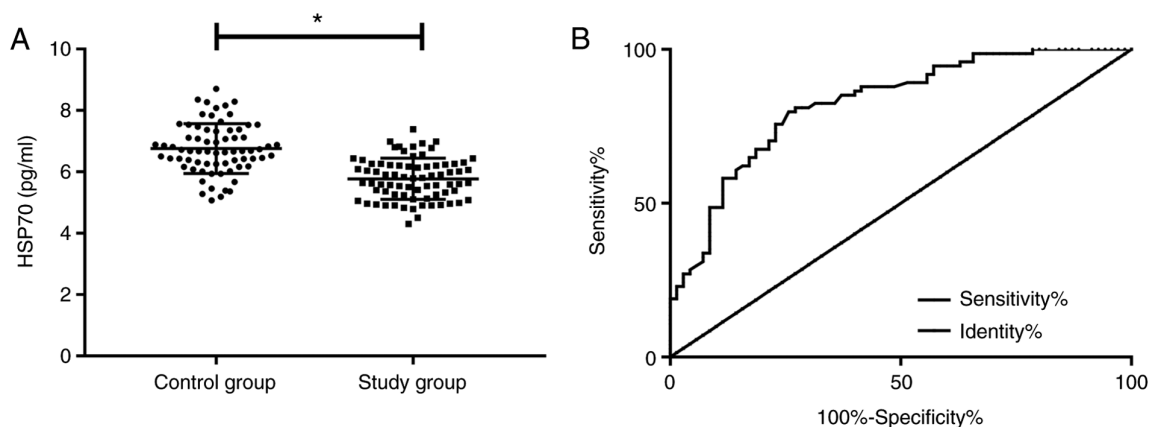 A
*
HSP70 (pg/ml)
10
8
6
4
2
0
Control group
Study group
B
Sensitivity%
100
50
0
Sensitivity%
Identity%
0
50
100
100%-Specificity%